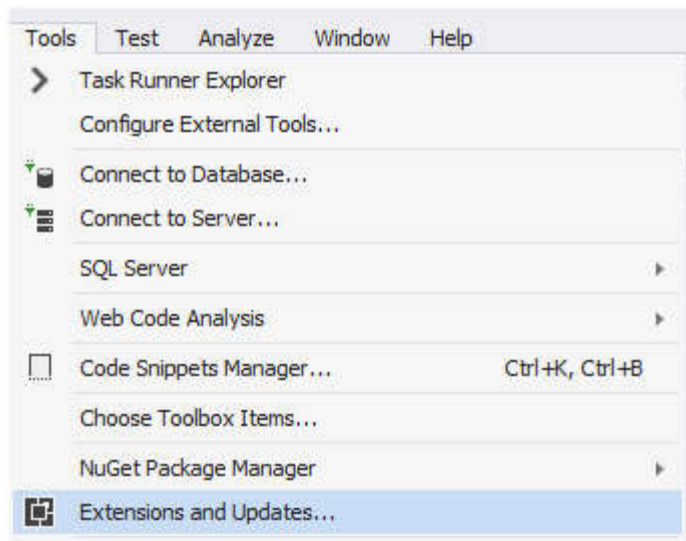 Tools Test Analyze Window Help
Task Runner Explorer
Configure External Tools...
Connect to Database...
Connect to Server...
SQL Server
Web Code Analysis
Code Snippets Manager... Ctrl+K, Ctrl+B
Choose Toolbox Items...
NuGet Package Manager
Extensions and Updates...